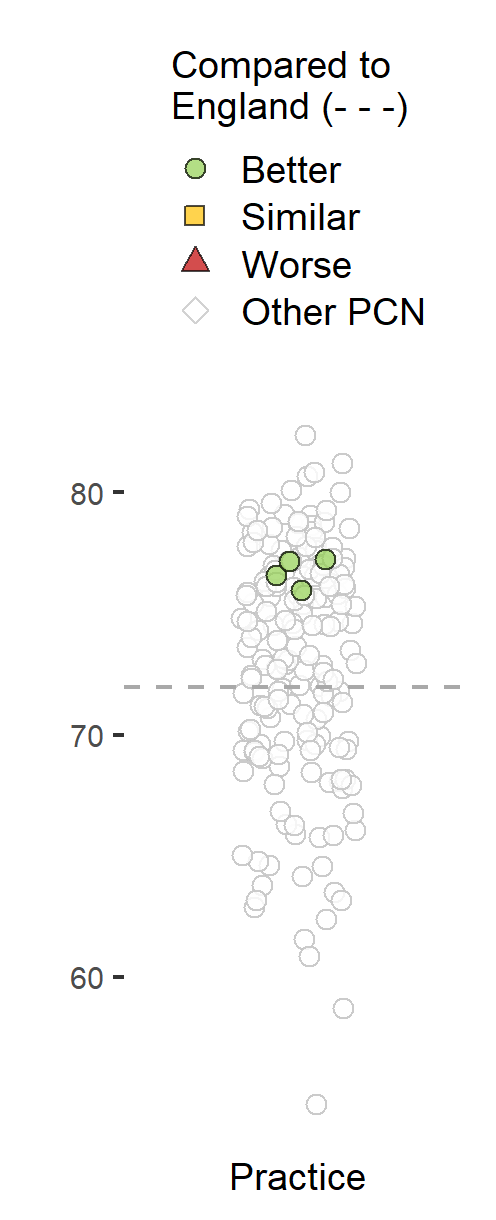 Compared to
England (- - -)
Better
Similar
Worse
Other PCN
80
70
60
Practice